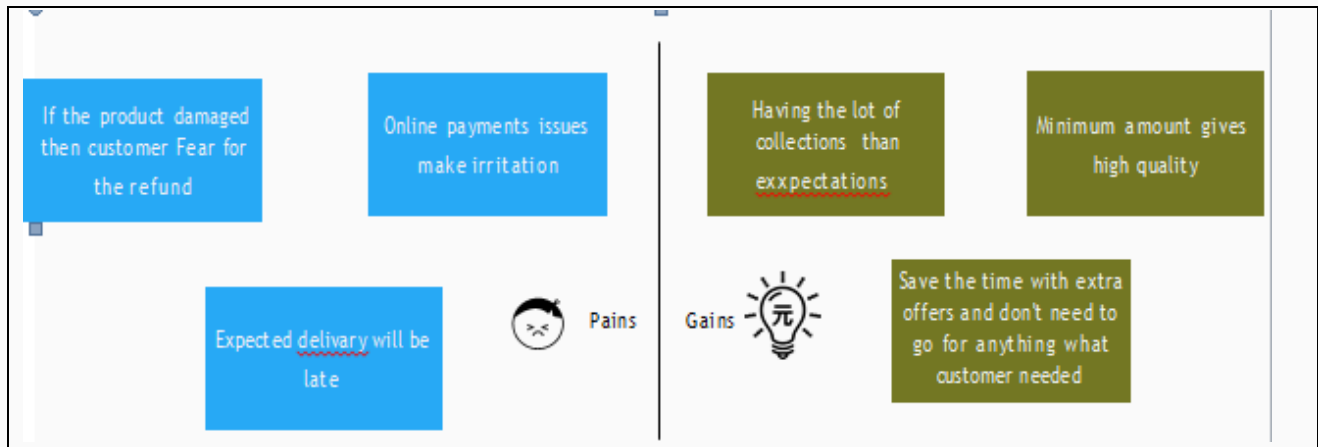 If the product damaged
then customer Fear for
the refund
Online payments issues
make irritation
Having the lot of
collections than
exxpectations
Minimum amount gives
high quality
Expected delivary will be
late
Pains
Gains
元
Save the time with extra
offers and don't need to
go for anything what
customer needed